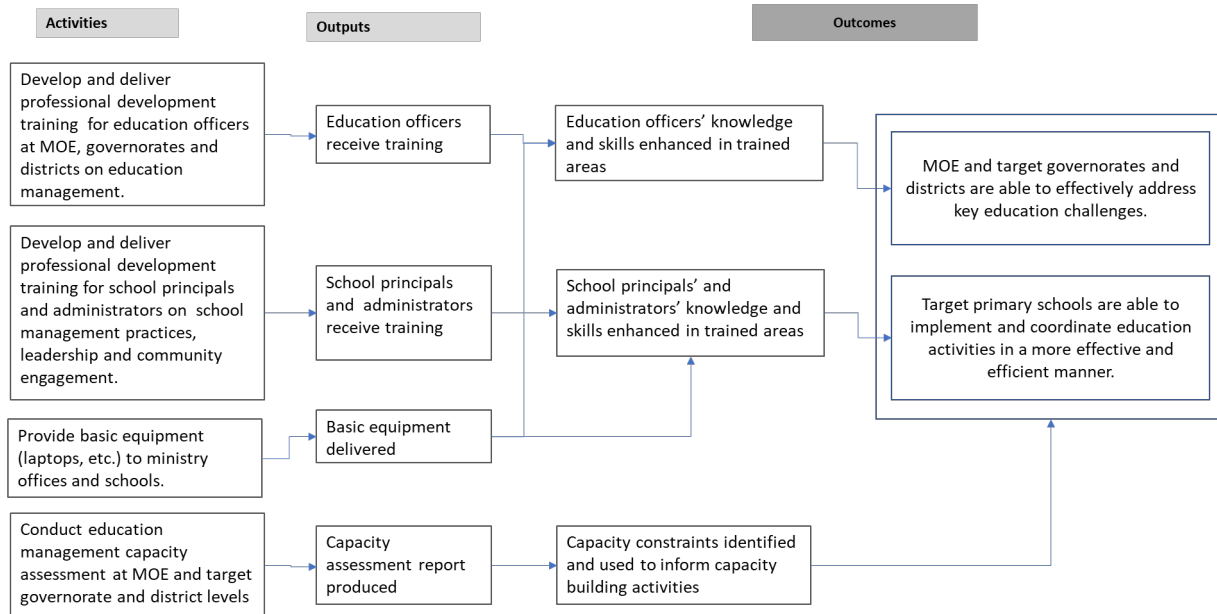 Activities
Outputs
Outcomes
Develop and deliver
professional development
training for education officers
at MOE, governorates and
districts on education
management.
Education officers
receive training
Education officers’ knowledge
and skills enhanced in trained
areas
MOE and target governorates and
districts are able to effectively address
key education challenges.
Develop and deliver
professional development
training for school principals
and administrators on school
management practices,
leadership and community
engagement.
School principals
and administrators
receive training
School principals’ and
administrators’ knowledge and
skills enhanced in trained areas
Target primary schools are able to
implement and coordinate education
activities in a more effective and
efficient manner.
Provide basic equipment
(laptops, etc.) to ministry
offices and schools.
Basic equipment
delivered
Conduct education
management capacity
assessment at MOE and target
governorate and district levels
Capacity
assessment report
produced
Capacity constraints identified
and used to inform capacity
building activities